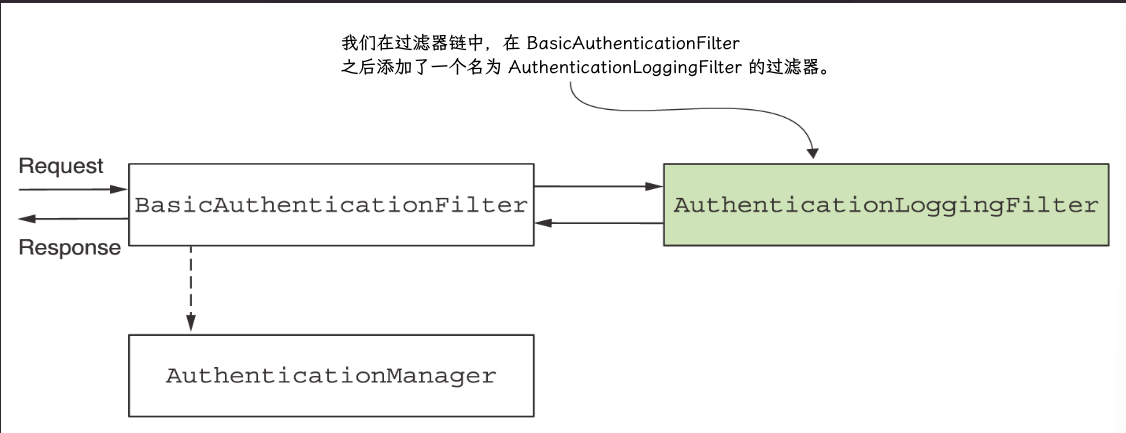 我们在过滤器链中，在 BasicAuthenticationFilter
之后添加了一个名为 AuthenticationLoggingFilter 的过滤器。
Request
BasicAuthenticationFilter
AuthenticationLoggingFilter
Response
AuthenticationManager